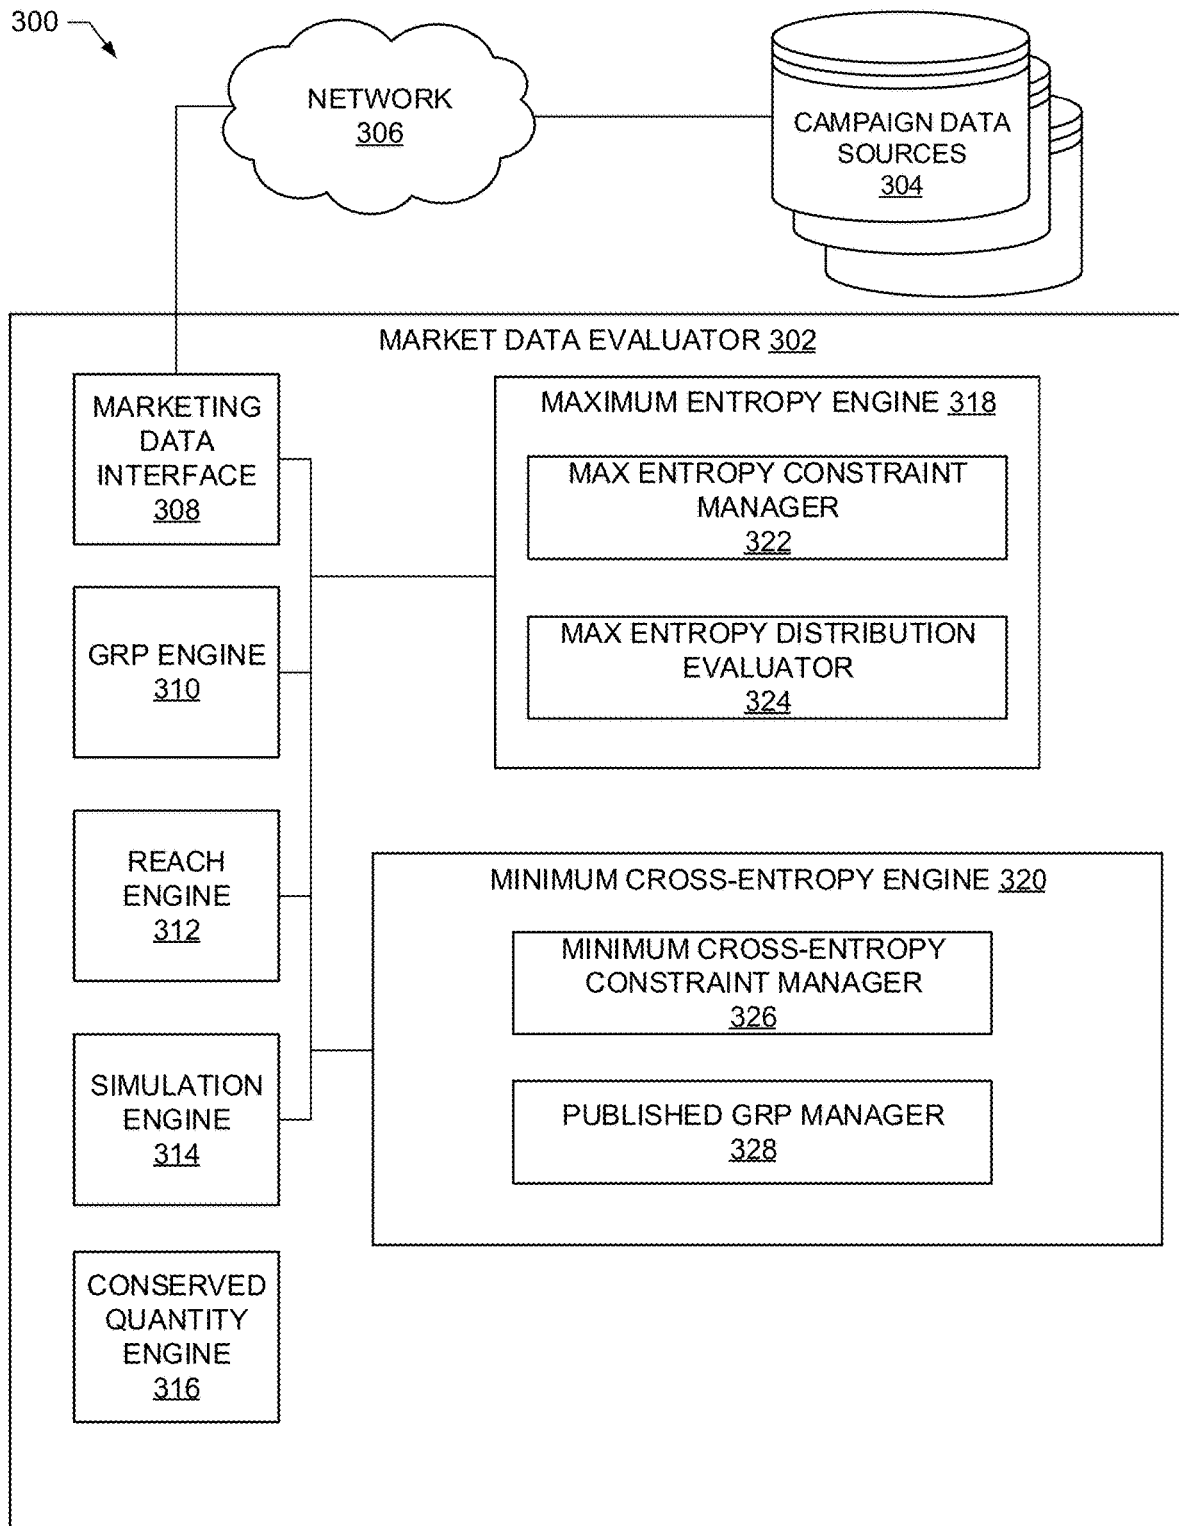 300
NETWORK
306
CAMPAIGN DATA
SOURCES
304
MARKET DATA EVALUATOR 302
MARKETING
DATA
INTERFACE
308
GRP ENGINE
310
REACH
ENGINE
312
SIMULATION
ENGINE
314
CONSERVED
QUANTITY
ENGINE
316
MAXIMUM ENTROPY ENGINE 318
MAX ENTROPY CONSTRAINT
MANAGER
322
MAX ENTROPY DISTRIBUTION
EVALUATOR
324
MINIMUM CROSS-ENTROPY ENGINE 320
MINIMUM CROSS-ENTROPY
CONSTRAINT MANAGER
326
PUBLISHED GRP MANAGER
328